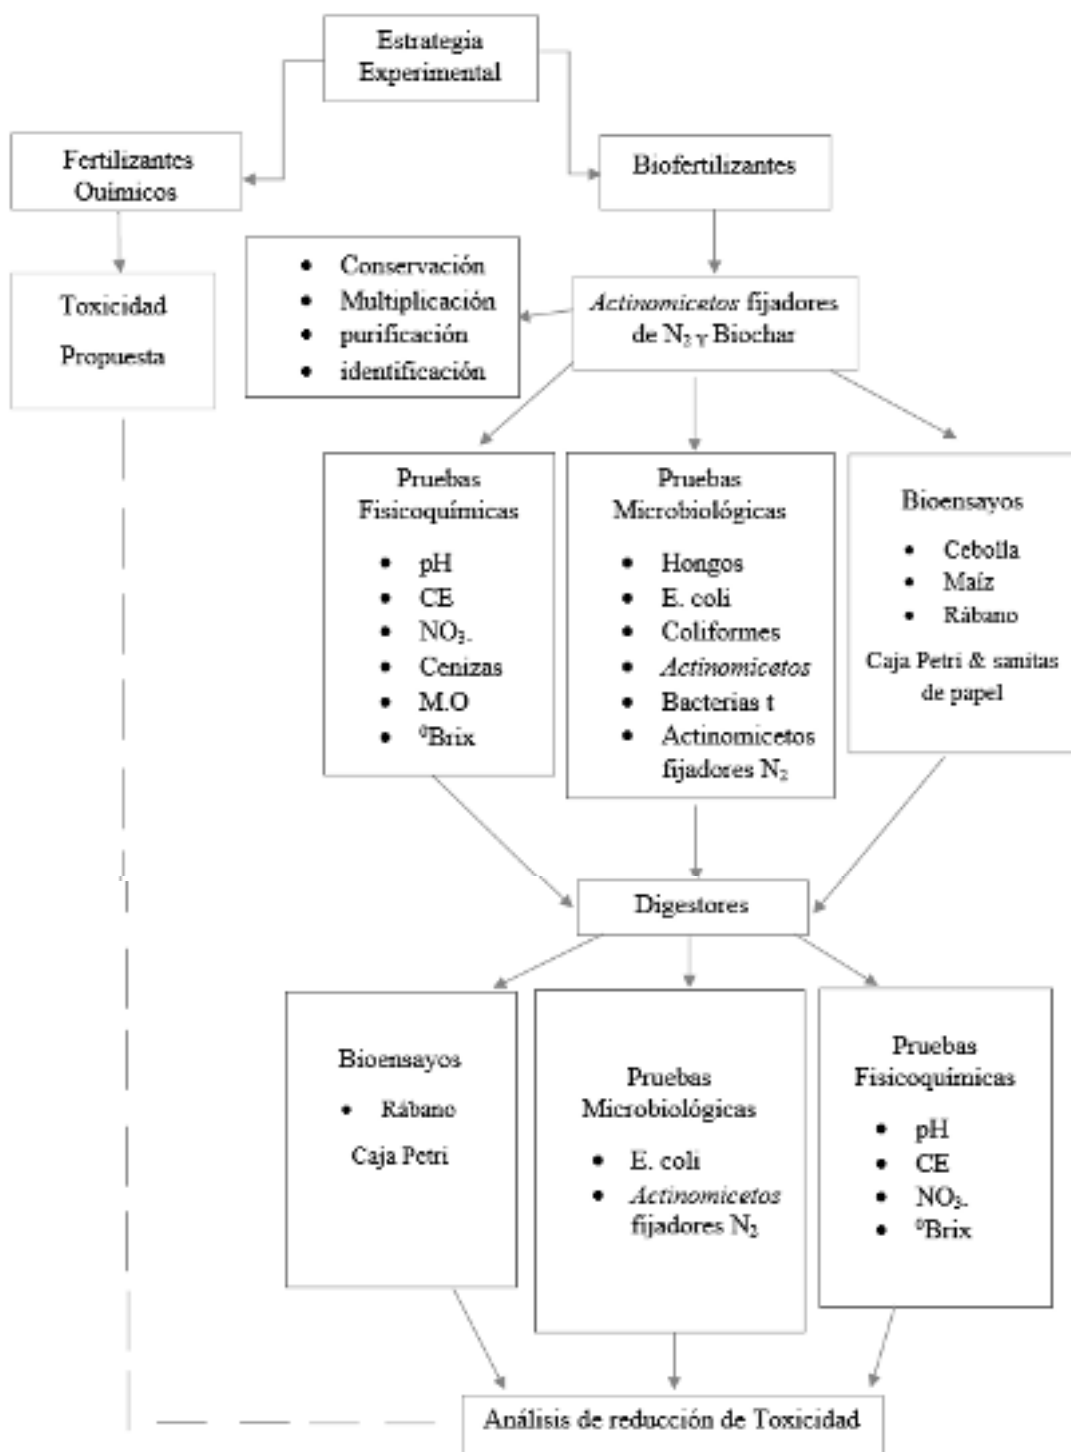 Estrategia
Experimental
Fertilizantes
Químicos
Biofertilizantes
Toxicidad
Propuesta
• Conservación
• Multiplicación
• purificación
• identificación
Actinomicetos fijadores
de N₂ y Biochar
Pruebas
Fisicoquímicas
• pH
• CE
• NO₃-
• Cenizas
• M.O
• ⁰Brix
Pruebas
Microbiológicas
• Hongos
• E. coli
• Coliformes
• Actinomicetos
• Bacterias t
• Actinomicetos
fijadores N₂
Bioensayos
• Cebolla
• Maíz
• Rábano
Caja Petri & sanitas
de papel
Digestores
Bioensayos
• Rábano
Caja Petri
Pruebas
Microbiológicas
• E. coli
• Actinomicetos
fijadores N₂
Pruebas
Fisicoquímicas
• pH
• CE
• NO₃-
• ⁰Brix
Análisis de reducción de Toxicidad